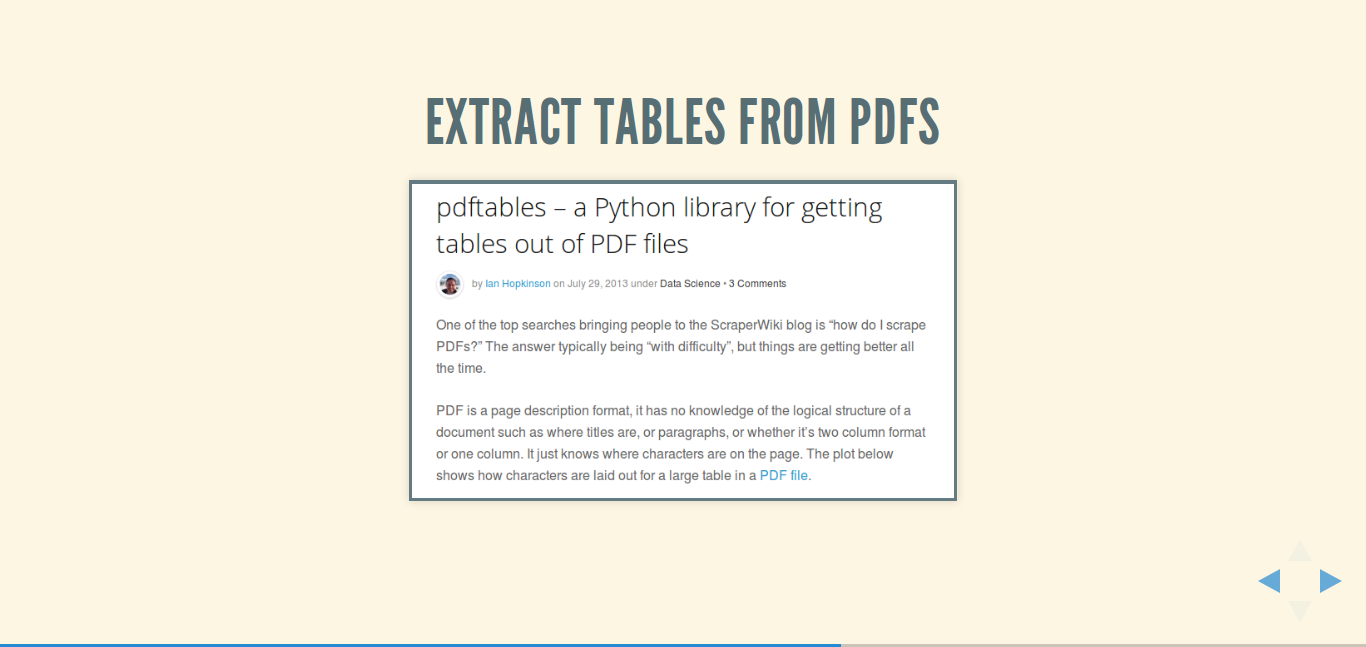 EXTRACT TABLES FROM PDFS
pdftables – a Python library for getting
tables out of PDF files
by Ian Hopkinson on July 29, 2013 under Data Science • 3 Comments
One of the top searches bringing people to the ScraperWiki blog is “how do I scrape
PDFs?” The answer typically being “with difficulty”, but things are getting better all
the time.
PDF is a page description format, it has no knowledge of the logical structure of a
document such as where titles are, or paragraphs, or whether it’s two column format
or one column. It just knows where characters are on the page. The plot below
shows how characters are laid out for a large table in a PDF file.